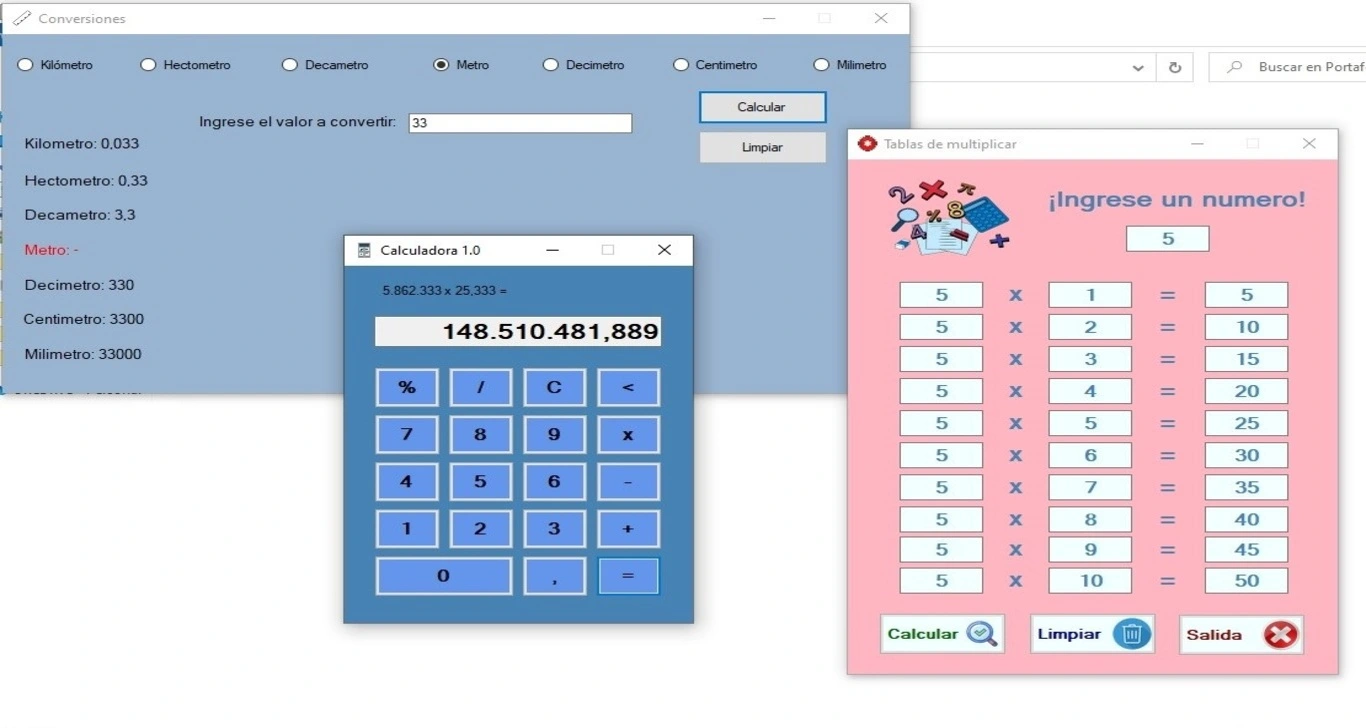 Conversiones
Kilómetro Hectometro Decametro Metro Decimetro Centimetro Milimetro
Ingrese el valor a convertir: 33
Calcular
Limpiar
Kilometro: 0,033
Hectometro: 0,33
Decametro: 3,3
Metro: -
Decimetro: 330
Centimetro: 3300
Milimetro: 33000
Buscar en Portaf
Calculadora 1.0
5.862.333 x 25,333 =
148.510.481,889
% / C <
7 8 9 x
4 5 6 -
1 2 3 +
0 , =
Tablas de multiplicar
¡Ingrese un numero!
5
5 x 1 = 5
5 x 2 = 10
5 x 3 = 15
5 x 4 = 20
5 x 5 = 25
5 x 6 = 30
5 x 7 = 35
5 x 8 = 40
5 x 9 = 45
5 x 10 = 50
Calcular Limpiar Salida